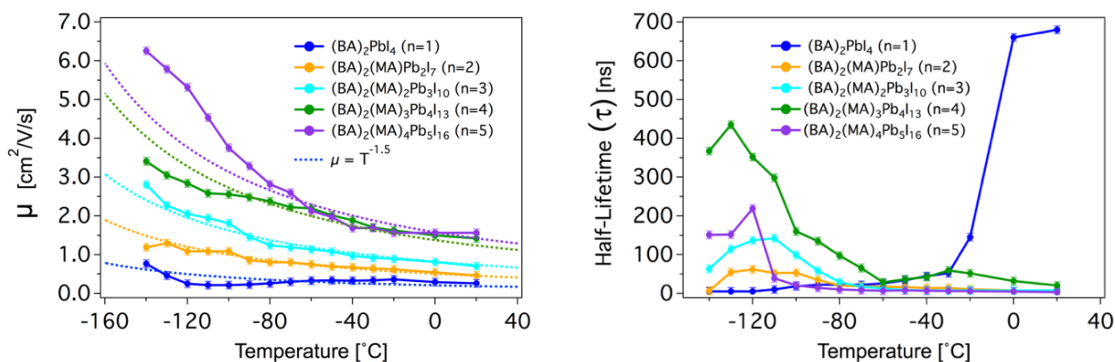 7.0
6.0
5.0
4.0
3.0
2.0
1.0
0.0
µ [cm²/V/s]
(BA)₂PbI₄ (n=1)
(BA)₂(MA)Pb₂I₇ (n=2)
(BA)₂(MA)₂Pb₃I₁₀ (n=3)
(BA)₂(MA)₃Pb₄I₁₃ (n=4)
(BA)₂(MA)₄Pb₅I₁₆ (n=5)
µ = T⁻¹·⁵
-160 -120 -80 -40 0 40
Temperature [°C]
700
600
500
400
300
200
100
0
Half-Lifetime (τ) [ns]
(BA)₂PbI₄ (n=1)
(BA)₂(MA)Pb₂I₇ (n=2)
(BA)₂(MA)₂Pb₃I₁₀ (n=3)
(BA)₂(MA)₃Pb₄I₁₃ (n=4)
(BA)₂(MA)₄Pb₅I₁₆ (n=5)
-120 -80 -40 0 40
Temperature [°C]